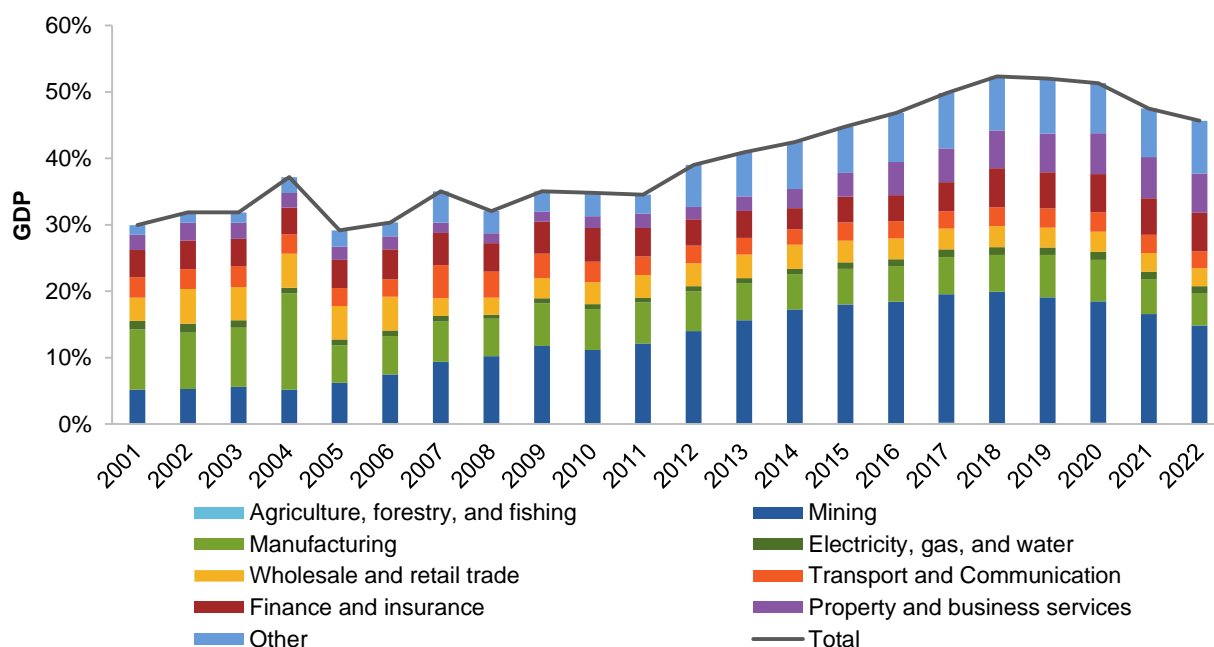 60%
50%
40%
30%
20%
10%
0%
GDP
2001
2002
2003
2004
2005
2006
2007
2008
2009
2010
2011
2012
2013
2014
2015
2016
2017
2018
2019
2020
2021
2022
Agriculture, forestry, and fishing
Mining
Manufacturing
Electricity, gas, and water
Wholesale and retail trade
Transport and Communication
Finance and insurance
Property and business services
Other
Total